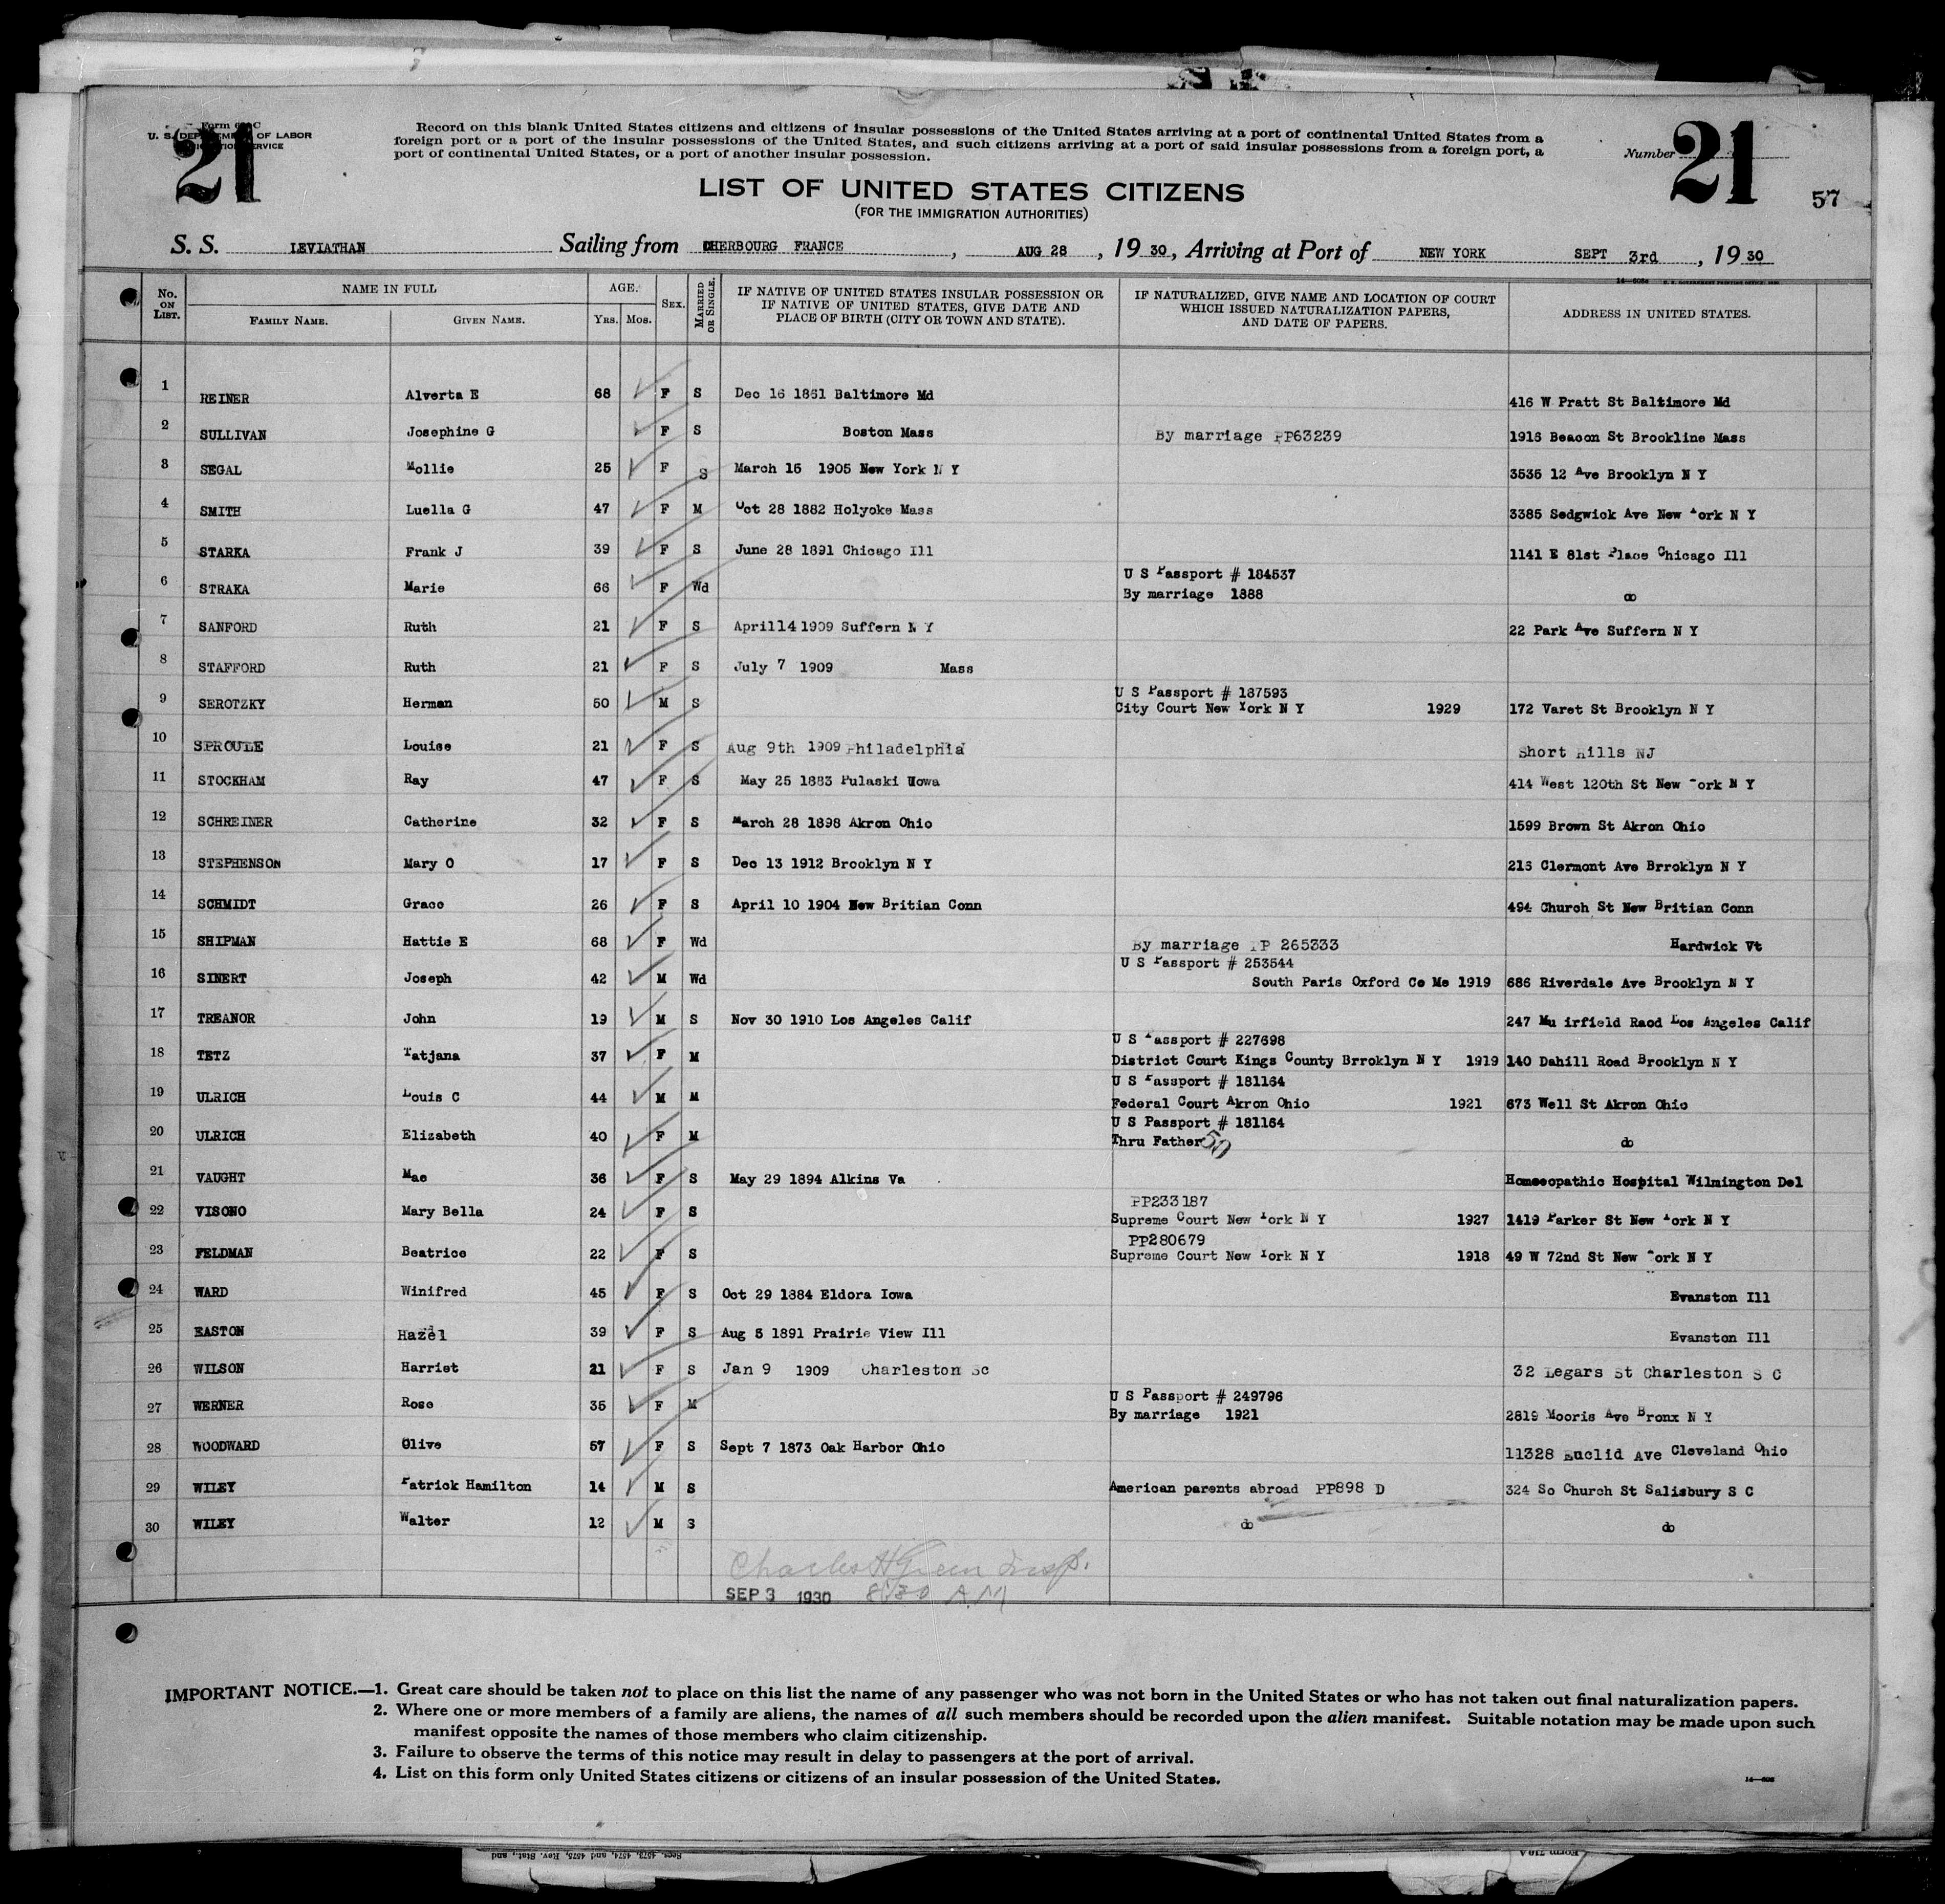 Form 630 C
U. S. DEPARTMENT OF LABOR
IMMIGRATION SERVICE
21
Record on this blank United States citizens and citizens of insular possessions of the United States arriving at a port of continental United States from a
foreign port or a port of the insular possessions of the United States, and such citizens arriving at a port of said insular possessions from a foreign port, a
port of continental United States, or a port of another insular possession.
Number 21
57
LIST OF UNITED STATES CITIZENS
(FOR THE IMMIGRATION AUTHORITIES)
S. S. LEVIATHAN Sailing from CHERBOURG FRANCE, AUG 28, 1930, Arriving at Port of NEW YORK SEPT 3rd, 1930
No. ON LIST. NAME IN FULL FAMILY NAME. GIVEN NAME. AGE. YRS. MOS. SEX. MARRIED OR SINGLE. IF NATIVE OF UNITED STATES INSULAR POSSESSION OR IF NATIVE OF UNITED STATES, GIVE DATE AND PLACE OF BIRTH (CITY OR TOWN AND STATE). IF NATURALIZED, GIVE NAME AND LOCATION OF COURT WHICH ISSUED NATURALIZATION PAPERS, AND DATE OF PAPERS. ADDRESS IN UNITED STATES.
1 REINER Alverta E 68 F S Dec 16 1861 Baltimore Md 416 W Pratt St Baltimore Md
2 SULLIVAN Josephine G F S Boston Mass By marriage PP63239 1918 Beacon St Brookline Mass
3 SEGAL Mollie 25 F S March 15 1905 New York N Y 3535 12 Ave Brooklyn N Y
4 SMITH Luella G 47 F M Oct 28 1882 Holyoke Mass 3385 Sedgwick Ave New York N Y
5 STARKA Frank J 39 F S June 28 1891 Chicago Ill 1141 E 81st Place Chicago Ill
6 STRAKA Marie 66 F Wd U S Passport # 184537
By marriage 1888 do
7 SANFORD Ruth 21 F S April14 1909 Suffern N Y 22 Park Ave Suffern N Y
8 STAFFORD Ruth 21 F S July 7 1909 Mass
9 SEROTZKY Herman 50 M S U S Passport # 187593
City Court New York N Y 1929 172 Varet St Brooklyn N Y
10 SPROULE Louise 21 F S Aug 9th 1909 Philadelphia Short Hills NJ
11 STOCKHAM Ray 47 F S May 25 1883 Pulaski Uowa 414 West 120th St New York N Y
12 SCHREINER Catherine 32 F S March 28 1898 Akron Ohio 1599 Brown St Akron Ohio
13 STEPHENSON Mary O 17 F S Dec 13 1912 Brooklyn N Y 215 Clermont Ave Brroklyn N Y
14 SCHMIDT Grace 26 F S April 10 1904 New Britian Conn 494 Church St New Britian Conn
15 SHIPMAN Hattie E 68 F Wd By marriage PP 265333 Hardwick Vt
16 SINERT Joseph 42 M Wd U S Passport # 253544
South Paris Oxford Co Me 1919 686 Riverdale Ave Brooklyn N Y
17 TREANOR John 19 M S Nov 30 1910 Los Angeles Calif 247 Mu irfield Raod Los Angeles Calif
18 TETZ Tatjana 37 F M U S Passport # 227698
District Court Kings County Brroklyn N Y 1919 140 Dahill Road Brooklyn N Y
19 ULRICH Louis C 44 M M U S Passport # 181164
Federal Court Akron Ohio 1921 673 Well St Akron Ohio
20 ULRICH Elizabeth 40 F M U S Passport # 181164
Thru Father 50 do
21 VAUGHT Mae 36 F S May 29 1894 Alkins Va Homeeopathic Hospital Wilmington Del
22 VISONO Mary Bella 24 F S PP233187
Supreme Court New York N Y 1927 1419 Parker St New York N Y
23 FELDMAN Beatrice 22 F S PP280679
Supreme Court New York N Y 1918 49 W 72nd St New York N Y
24 WARD Winifred 45 F S Oct 29 1884 Eldora Iowa Evanston Ill
25 EASTON Hazel 39 F S Aug 5 1891 Prairie View Ill Evanston Ill
26 WILSON Harriet 21 F S Jan 9 1909 Charleston Sc 32 Legars St Charleston S C
27 WERNER Rose 35 F M U S Passport # 249796
By marriage 1921 2819 Mooris Ave Bronx N Y
28 WOODWARD Olive 57 F S Sept 7 1873 Oak Harbor Ohio 11328 Euclid Ave Cleveland Ohio
29 WILEY Patrick Hamilton 14 M S American parents abroad PP898 D 324 So Church St Salisbury S C
30 WILEY Walter 12 M S do do
Charles H Green Insp.
SEP 3 1930 8:30 A.M
IMPORTANT NOTICE.—1. Great care should be taken not to place on this list the name of any passenger who was not born in the United States or who has not taken out final naturalization papers.
2. Where one or more members of a family are aliens, the names of all such members should be recorded upon the alien manifest. Suitable notation may be made upon such
manifest opposite the names of those members who claim citizenship.
3. Failure to observe the terms of this notice may result in delay to passengers at the port of arrival.
4. List on this form only United States citizens or citizens of an insular possession of the United States.